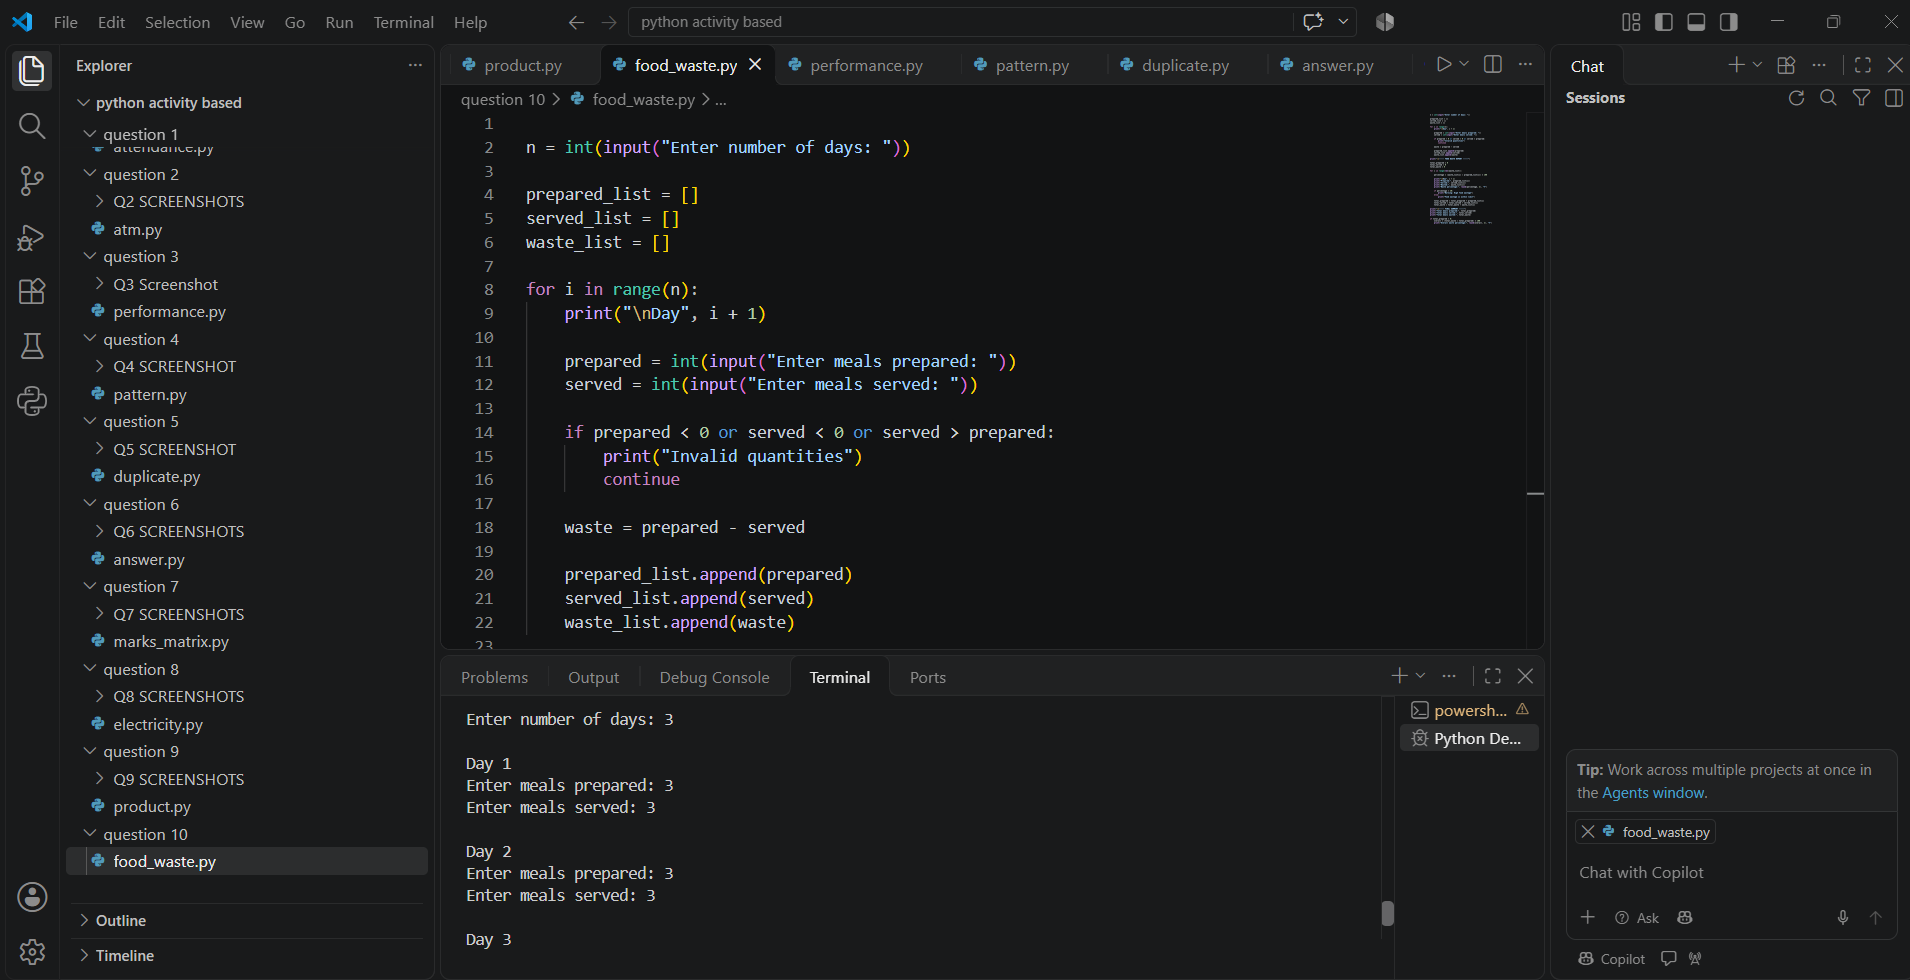 File Edit Selection View Go Run Terminal Help
python activity based
Explorer
python activity based
question 1
attendance.py
question 2
Q2 SCREENSHOTS
atm.py
question 3
Q3 Screenshot
performance.py
question 4
Q4 SCREENSHOT
pattern.py
question 5
Q5 SCREENSHOT
duplicate.py
question 6
Q6 SCREENSHOTS
answer.py
question 7
Q7 SCREENSHOTS
marks_matrix.py
question 8
Q8 SCREENSHOTS
electricity.py
question 9
Q9 SCREENSHOTS
product.py
question 10
food_waste.py
Outline
Timeline
product.py food_waste.py performance.py pattern.py duplicate.py answer.py
question 10 > food_waste.py > ...
1
2 n = int(input("Enter number of days: "))
3
4 prepared_list = []
5 served_list = []
6 waste_list = []
7
8 for i in range(n):
9     print("\nDay", i + 1)
10
11     prepared = int(input("Enter meals prepared: "))
12     served = int(input("Enter meals served: "))
13
14     if prepared < 0 or served < 0 or served > prepared:
15         print("Invalid quantities")
16         continue
17
18     waste = prepared - served
19
20     prepared_list.append(prepared)
21     served_list.append(served)
22     waste_list.append(waste)
23
Problems Output Debug Console Terminal Ports
Enter number of days: 3
Day 1
Enter meals prepared: 3
Enter meals served: 3
Day 2
Enter meals prepared: 3
Enter meals served: 3
Day 3
powersh...
Python De...
Chat
Sessions
Tip: Work across multiple projects at once in
the Agents window.
food_waste.py
Chat with Copilot
Ask
Copilot